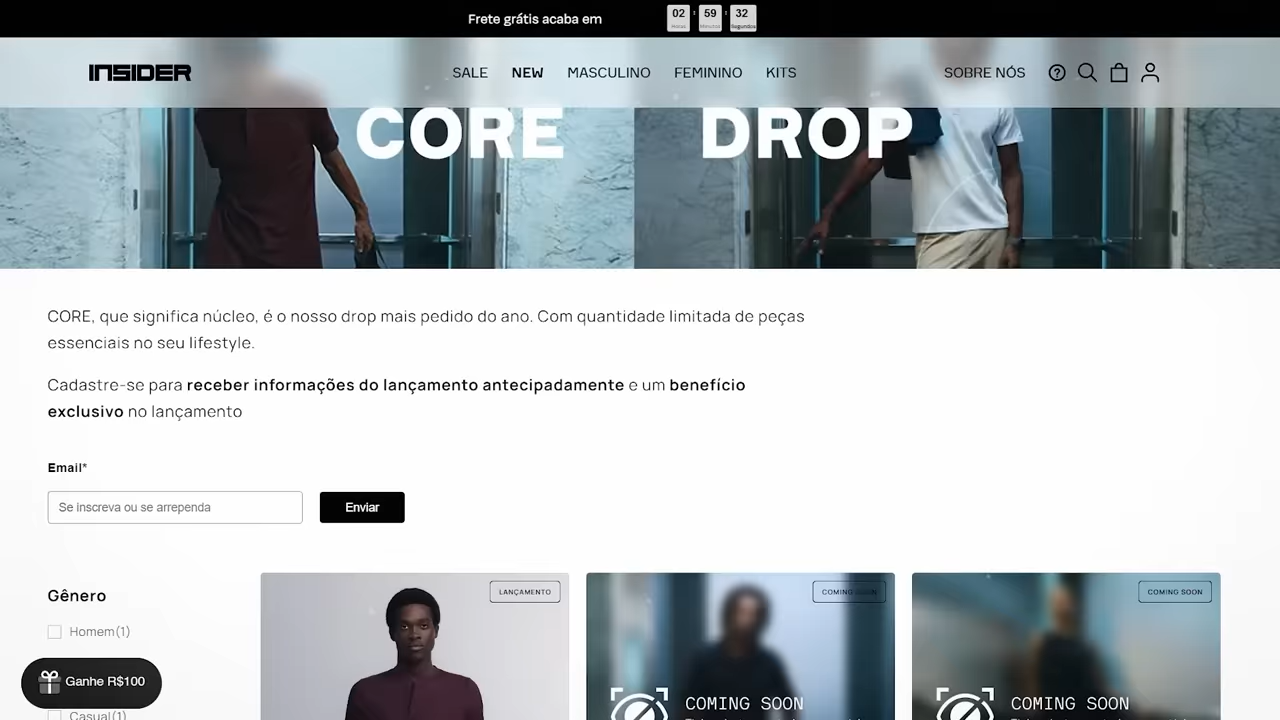 Frete grátis acaba em
02 : 59 : 32
Horas Minutos Segundos
INSIDER
SALE NEW MASCULINO FEMININO KITS SOBRE NÓS
CORE DROP
CORE, que significa núcleo, é o nosso drop mais pedido do ano. Com quantidade limitada de peças
essenciais no seu lifestyle.
Cadastre-se para receber informações do lançamento antecipadamente e um benefício
exclusivo no lançamento
Email*
Se inscreva ou se arrependa
Enviar
Gênero
Homem(1)
Casual(1)
Ganhe R$100
LANÇAMENTO
COMING SOON
COMING SOON
COMING SOON
COMING SOON